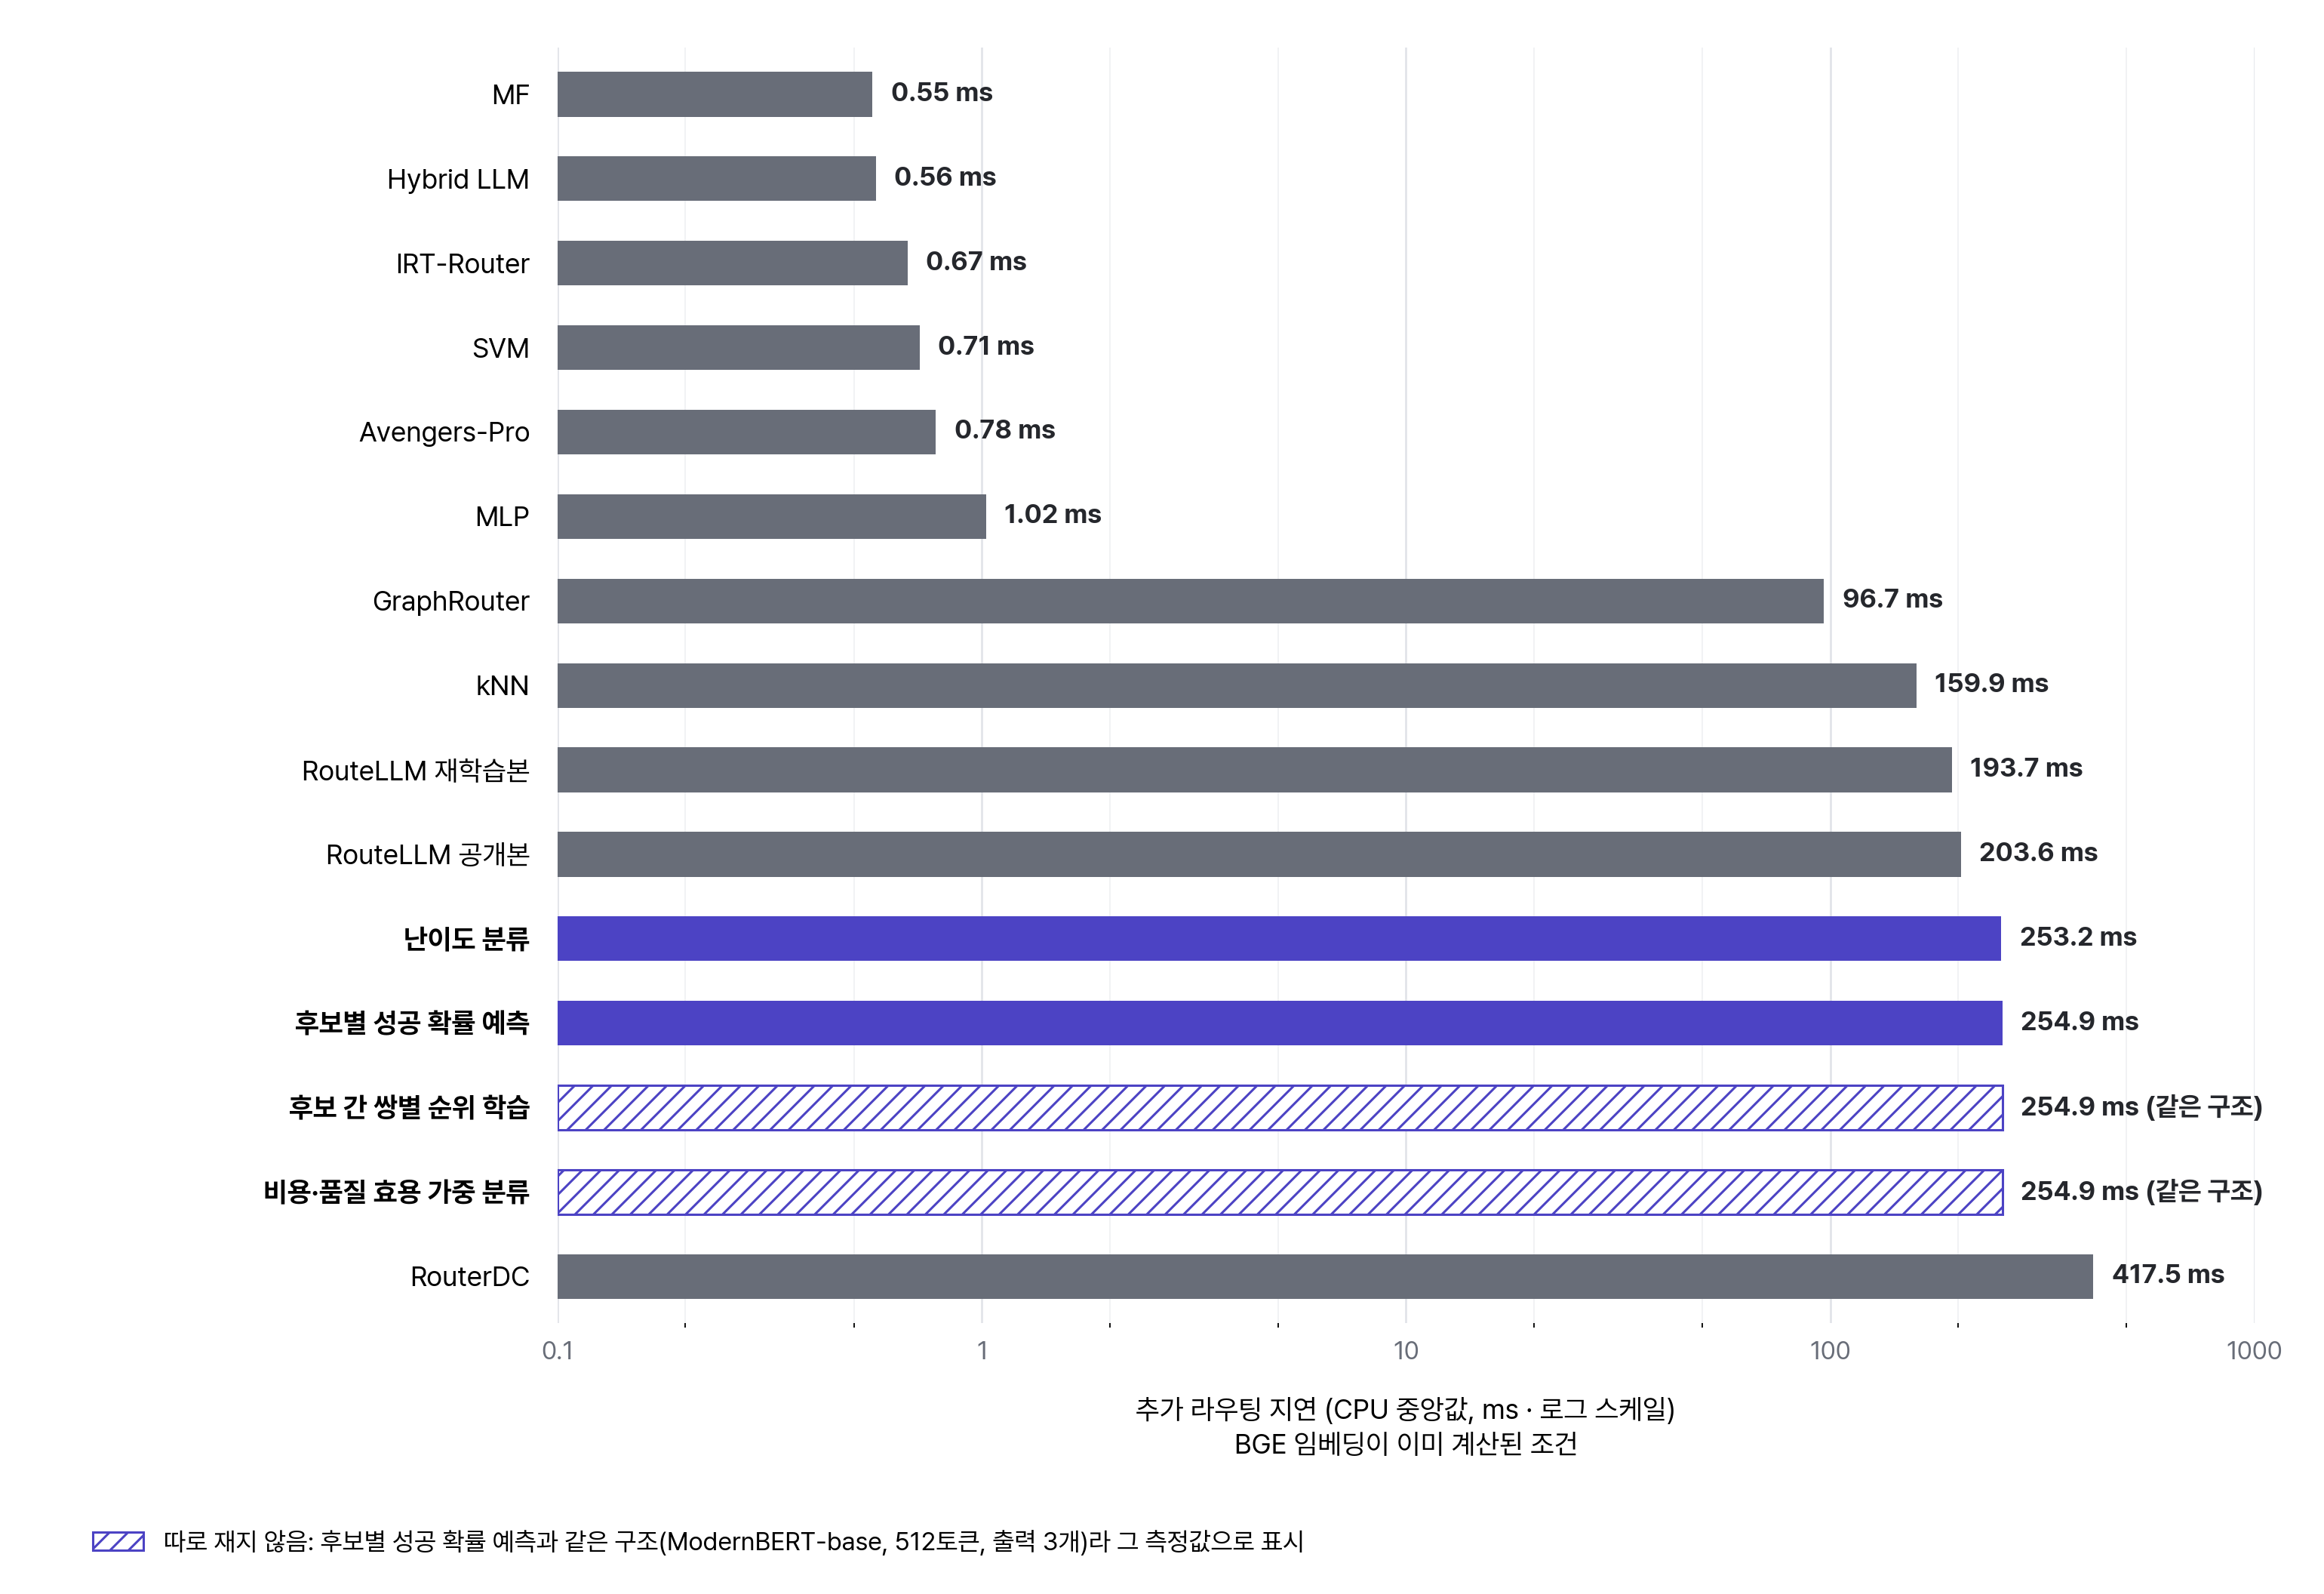 MF 0.55 ms
Hybrid LLM 0.56 ms
IRT-Router 0.67 ms
SVM 0.71 ms
Avengers-Pro 0.78 ms
MLP 1.02 ms
GraphRouter 96.7 ms
kNN 159.9 ms
RouteLLM 재학습본 193.7 ms
RouteLLM 공개본 203.6 ms
난이도 분류 253.2 ms
후보별 성공 확률 예측 254.9 ms
후보 간 쌍별 순위 학습 254.9 ms (같은 구조)
비용·품질 효용 가중 분류 254.9 ms (같은 구조)
RouterDC 417.5 ms
0.1 1 10 100 1000
추가 라우팅 지연 (CPU 중앙값, ms · 로그 스케일)
BGE 임베딩이 이미 계산된 조건
따로 재지 않음: 후보별 성공 확률 예측과 같은 구조(ModernBERT-base, 512토큰, 출력 3개)라 그 측정값으로 표시